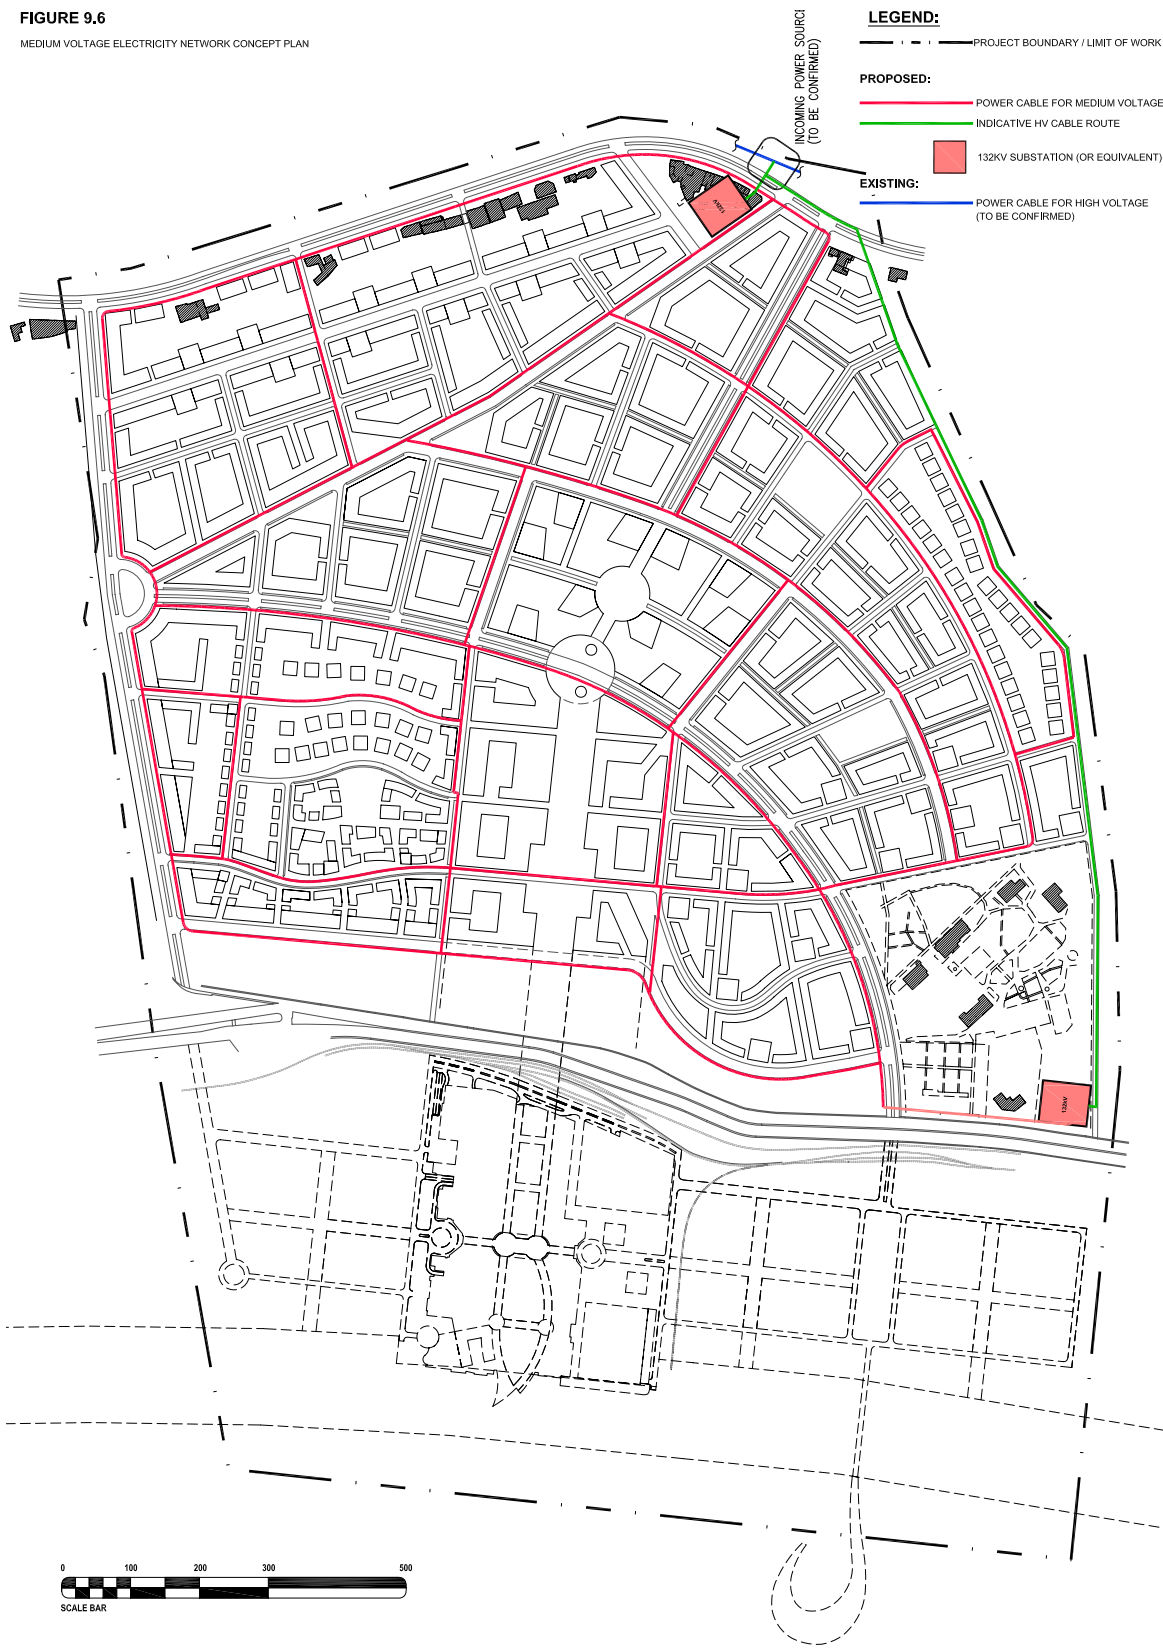 FIGURE 9.6
MEDIUM VOLTAGE ELECTRICITY NETWORK CONCEPT PLAN
INCOMING POWER SOURCE
(TO BE CONFIRMED)
LEGEND:
PROJECT BOUNDARY / LIMIT OF WORK
PROPOSED:
POWER CABLE FOR MEDIUM VOLTAGE
INDICATIVE HV CABLE ROUTE
132KV SUBSTATION (OR EQUIVALENT)
EXISTING:
POWER CABLE FOR HIGH VOLTAGE
(TO BE CONFIRMED)
132kV
132kV
0 100 200 300 500
SCALE BAR